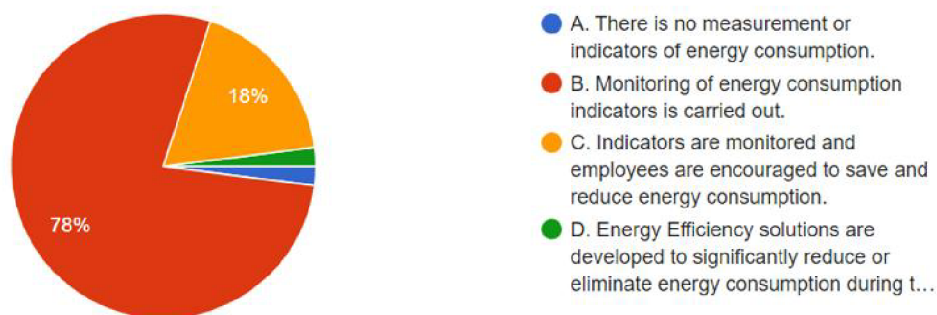 18%
78%
A. There is no measurement or
indicators of energy consumption.
B. Monitoring of energy consumption
indicators is carried out.
C. Indicators are monitored and
employees are encouraged to save and
reduce energy consumption.
D. Energy Efficiency solutions are
developed to significantly reduce or
eliminate energy consumption during t...